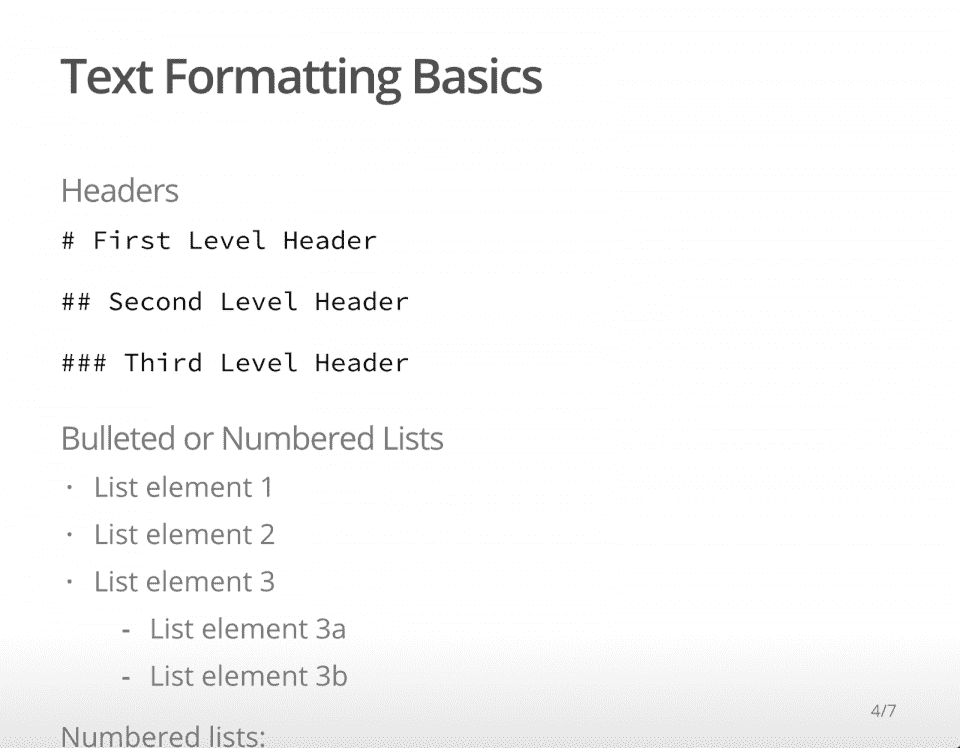 Text Formatting Basics
Headers
# First Level Header
## Second Level Header
### Third Level Header
Bulleted or Numbered Lists
· List element 1
· List element 2
· List element 3
- List element 3a
- List element 3b
4/7
Numbered lists: